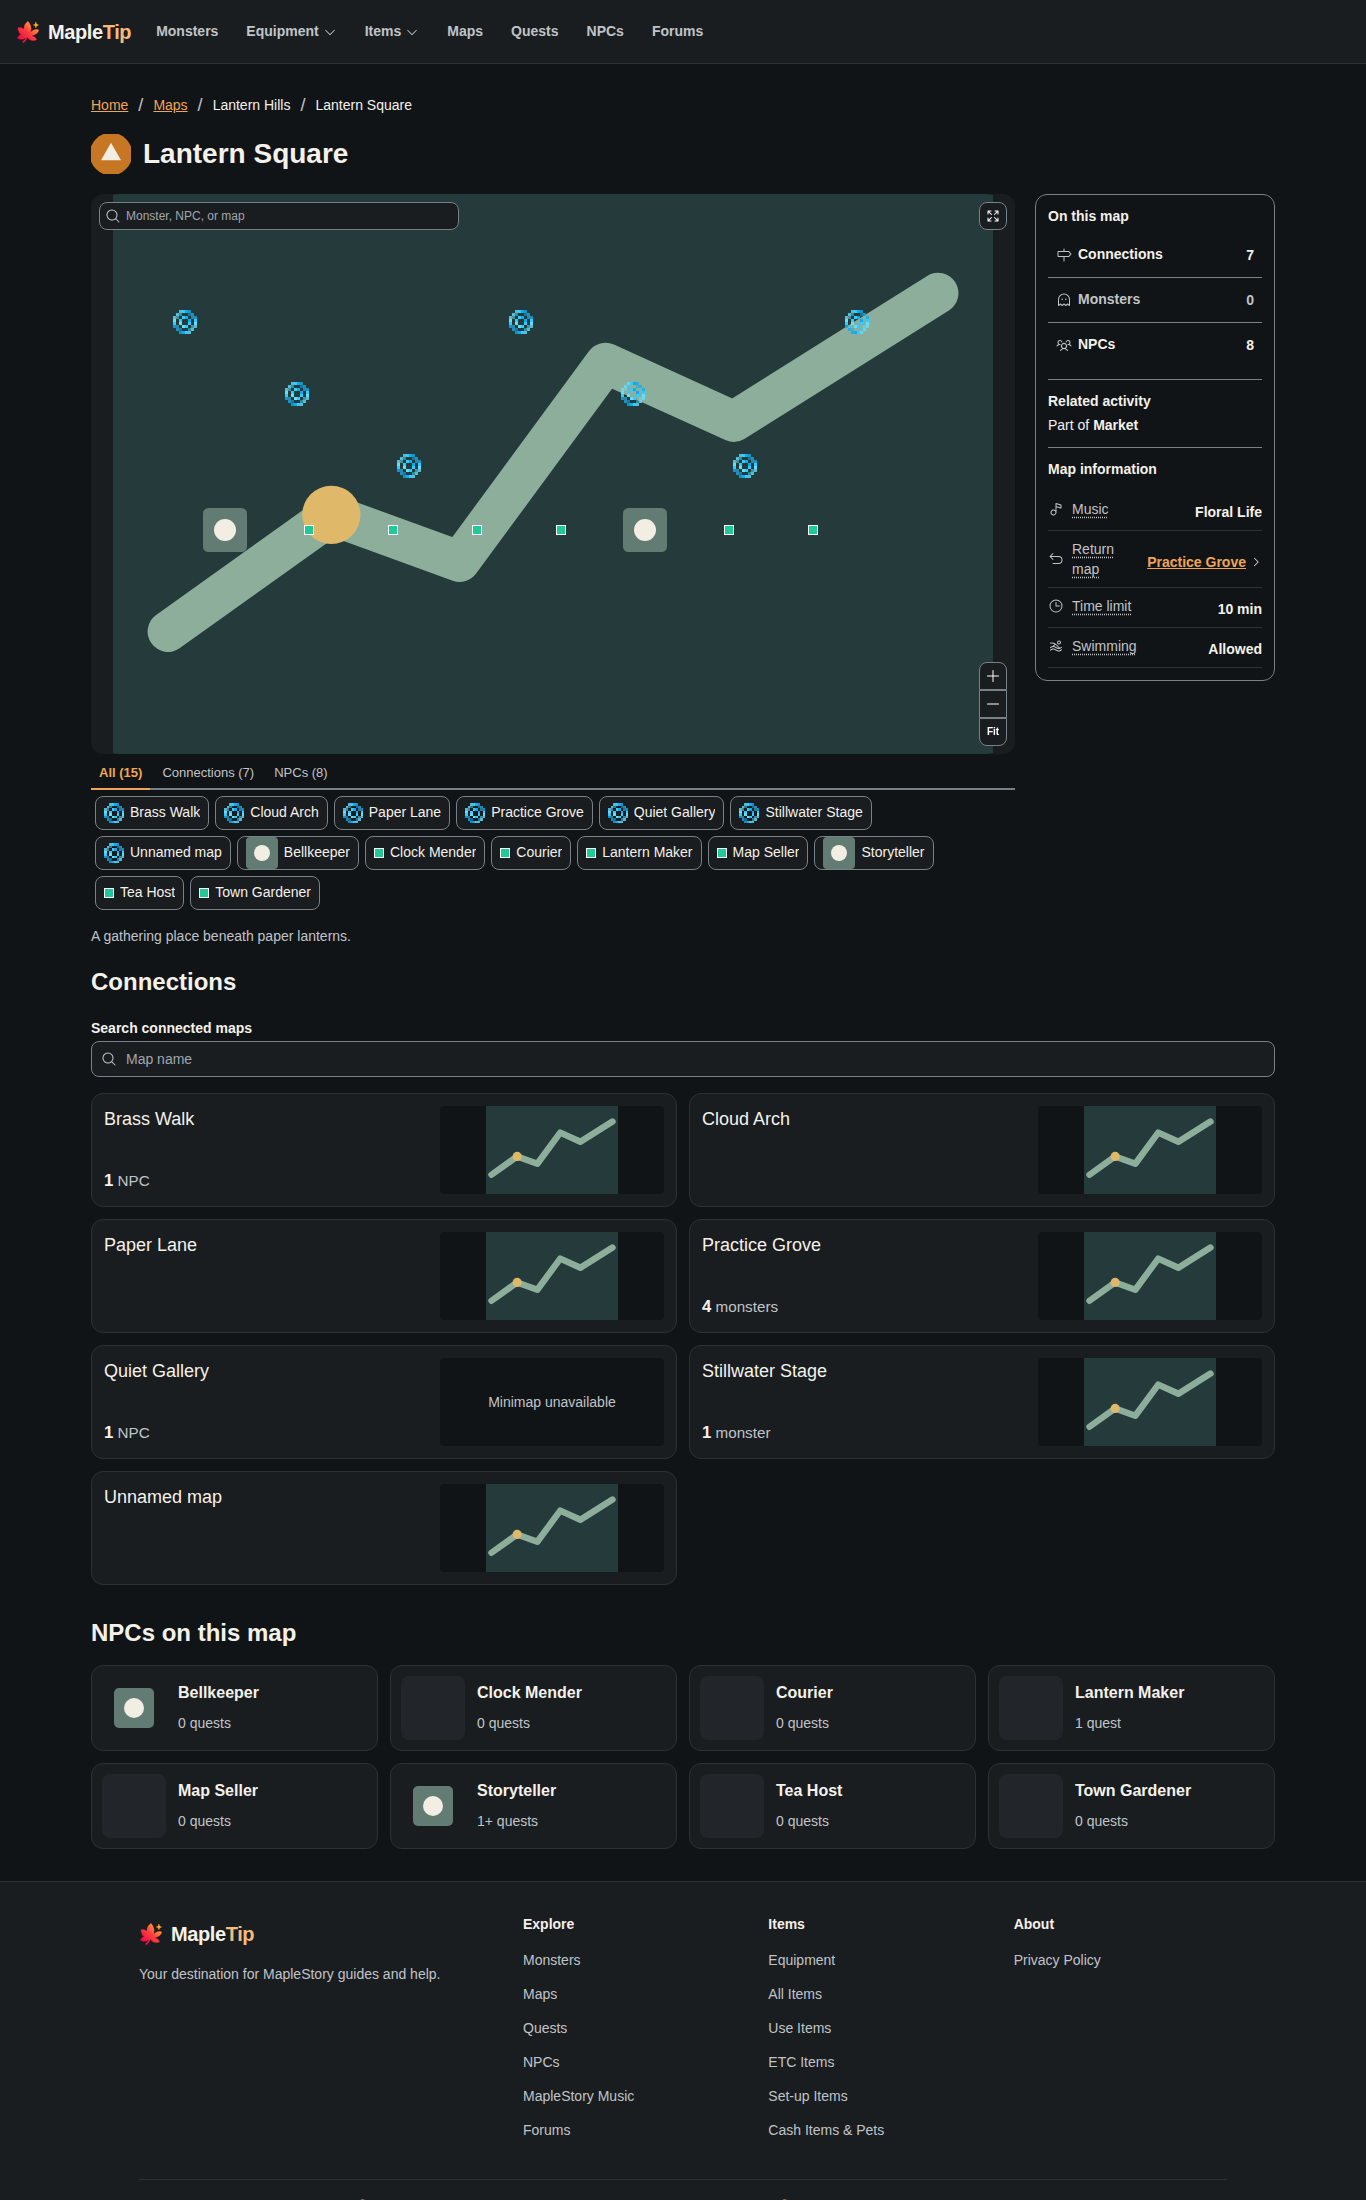 MapleTip Monsters Equipment Items Maps Quests NPCs Forums
Home / Maps / Lantern Hills / Lantern Square
Lantern Square
Monster, NPC, or map
On this map
Connections 7
Monsters 0
NPCs 8
Related activity
Part of Market
Map information
Music Floral Life
Return map Practice Grove
Time limit 10 min
Swimming Allowed
Fit
All (15) Connections (7) NPCs (8)
Brass Walk Cloud Arch Paper Lane Practice Grove Quiet Gallery Stillwater Stage
Unnamed map Bellkeeper Clock Mender Courier Lantern Maker Map Seller Storyteller
Tea Host Town Gardener
A gathering place beneath paper lanterns.
Connections
Search connected maps
Map name
Brass Walk
1 NPC
Cloud Arch
Paper Lane
Practice Grove
4 monsters
Quiet Gallery
1 NPC
Minimap unavailable
Stillwater Stage
1 monster
Unnamed map
NPCs on this map
Bellkeeper
0 quests
Clock Mender
0 quests
Courier
0 quests
Lantern Maker
1 quest
Map Seller
0 quests
Storyteller
1+ quests
Tea Host
0 quests
Town Gardener
0 quests
MapleTip
Your destination for MapleStory guides and help.
Explore
Monsters
Maps
Quests
NPCs
MapleStory Music
Forums
Items
Equipment
All Items
Use Items
ETC Items
Set-up Items
Cash Items & Pets
About
Privacy Policy